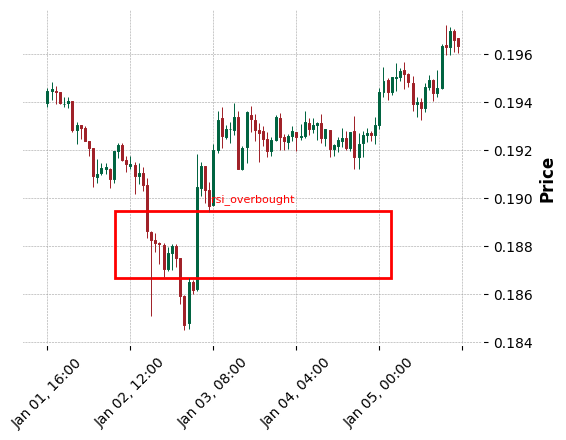 0.196
0.194
0.192
0.190
0.188
0.186
0.184
Price
rsi_overbought
Jan 01, 16:00
Jan 02, 12:00
Jan 03, 08:00
Jan 04, 04:00
Jan 05, 00:00